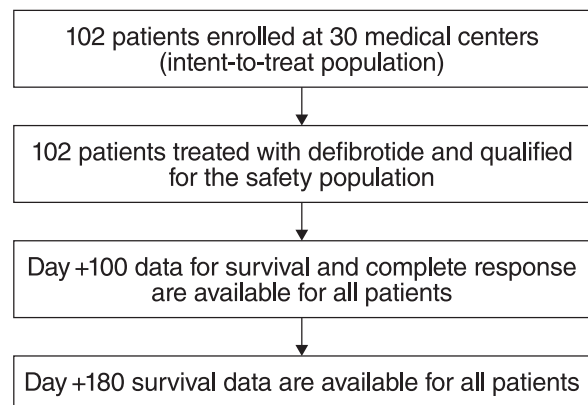 102 patients enrolled at 30 medical centers
(intent-to-treat population)
102 patients treated with defibrotide and qualified
for the safety population
Day +100 data for survival and complete response
are available for all patients
Day +180 survival data are available for all patients